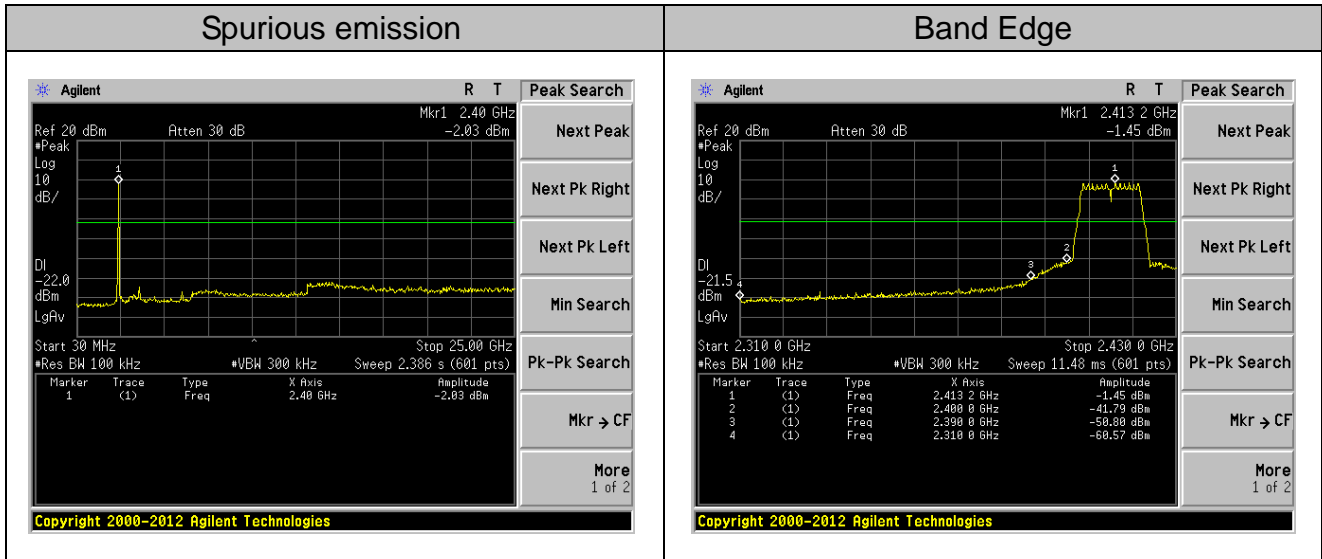 Spurious emission
Band Edge
Agilent R T
Peak Search
Mkr1 2.40 GHz
Ref 20 dBm Atten 30 dB -2.03 dBm
#Peak
Log
10
dB/
1
DI
-22.0
dBm
LgAv
Start 30 MHz ^ Stop 25.00 GHz
#Res BW 100 kHz #VBW 300 kHz Sweep 2.386 s (601 pts)
Marker Trace Type X Axis Amplitude
1 (1) Freq 2.40 GHz -2.03 dBm
Next Peak
Next Pk Right
Next Pk Left
Min Search
Pk-Pk Search
Mkr → CF
More
1 of 2
Copyright 2000-2012 Agilent Technologies
Agilent R T
Peak Search
Mkr1 2.413 2 GHz
Ref 20 dBm Atten 30 dB -1.45 dBm
#Peak
Log
10
dB/
1
2
3
DI
-21.5
dBm
4
LgAv
Start 2.310 0 GHz Stop 2.430 0 GHz
#Res BW 100 kHz #VBW 300 kHz Sweep 11.48 ms (601 pts)
Marker Trace Type X Axis Amplitude
1 (1) Freq 2.413 2 GHz -1.45 dBm
2 (1) Freq 2.400 0 GHz -41.79 dBm
3 (1) Freq 2.390 0 GHz -50.80 dBm
4 (1) Freq 2.310 0 GHz -60.57 dBm
Next Peak
Next Pk Right
Next Pk Left
Min Search
Pk-Pk Search
Mkr → CF
More
1 of 2
Copyright 2000-2012 Agilent Technologies